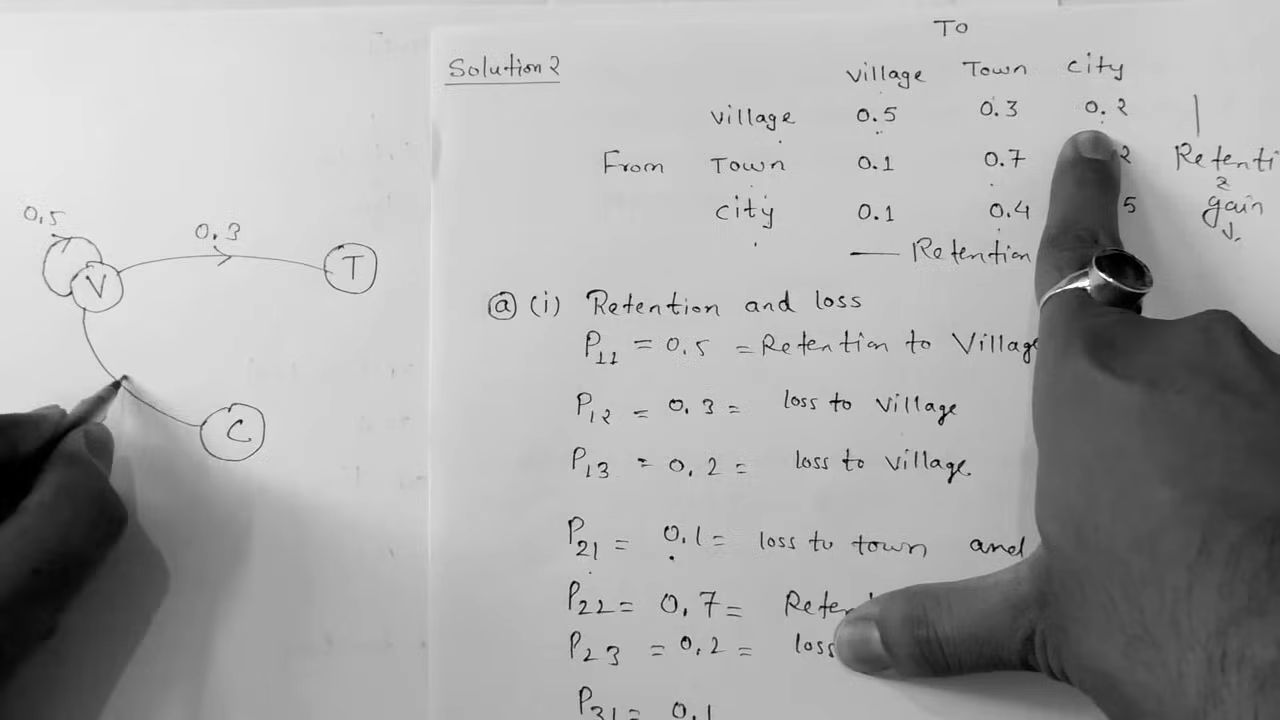 To
Solution 2
village Town City
village 0.5 0.3 0.2
From Town 0.1 0.7 2
city 0.1 0.4 5
Retention
gain
— Retention
0.5
0.3
V
T
C
ⓐ (i) Retention and loss
P11 = 0.5 = Retention to Village
P12 = 0.3 = loss to village
P13 = 0.2 = loss to village
P21 = 0.1 = loss to town and
P22 = 0.7 =
P23 = 0.2 = loss
P31 = 0.1